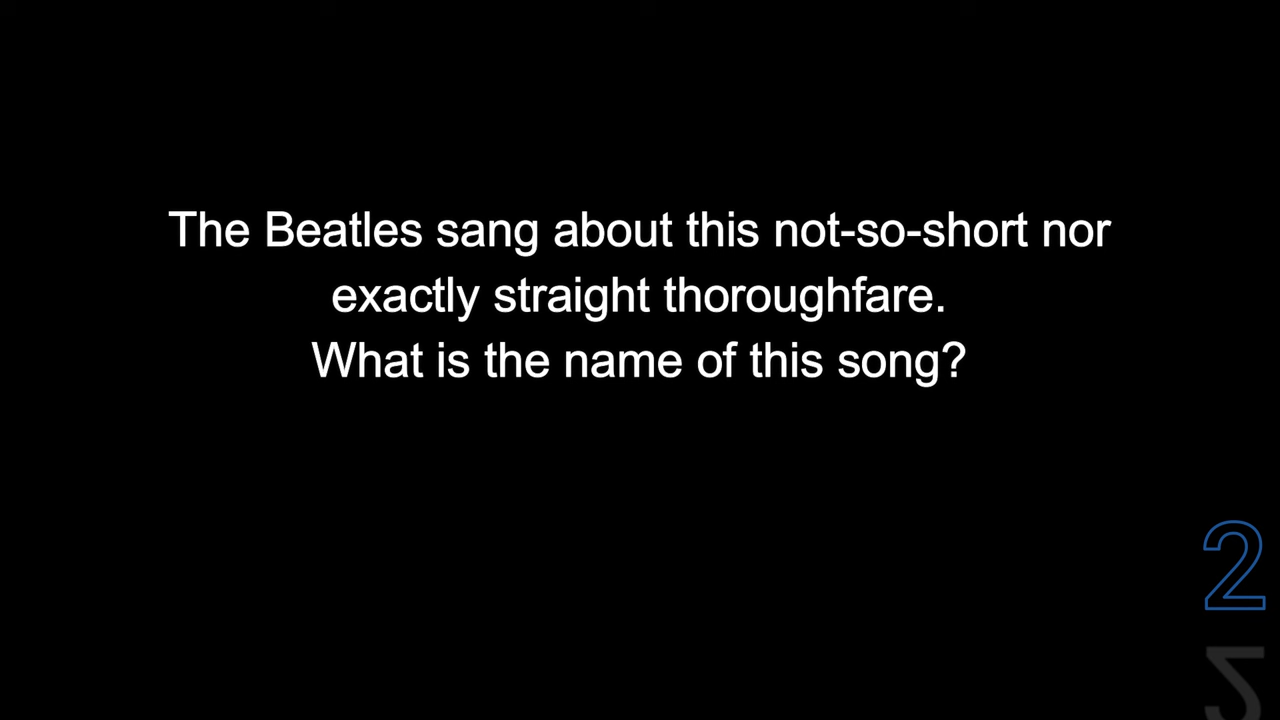 The Beatles sang about this not-so-short nor
exactly straight thoroughfare.
What is the name of this song?
2